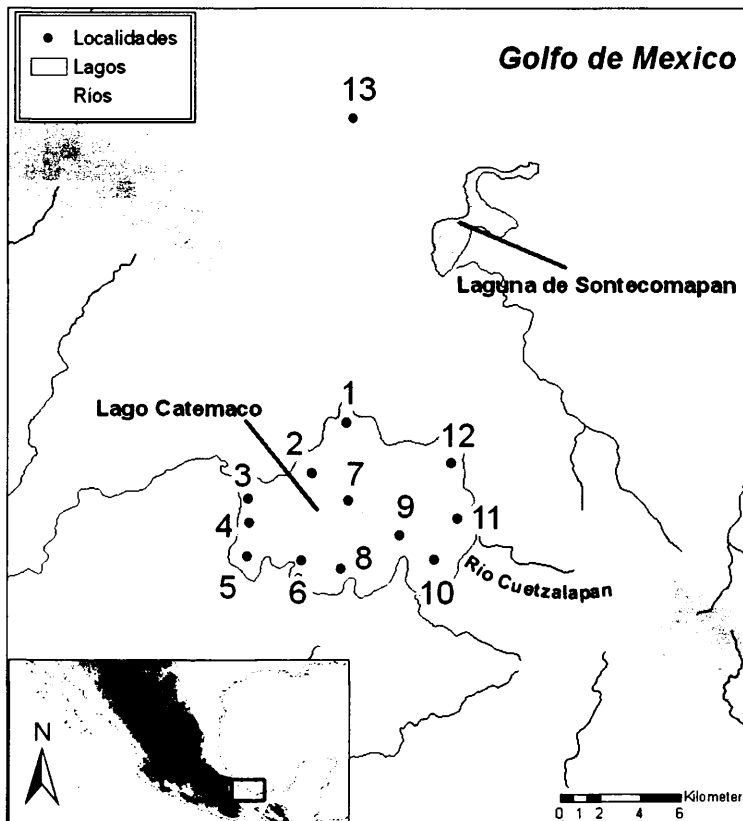 Localidades
Lagos
Ríos
Golfo de Mexico
13
Laguna de Sontecomapan
1
Lago Catemaco
2
12
7
3
9
11
4
5
6
8
10
Río Cuetzalapan
N
Kilometer
0 1 2 4 6